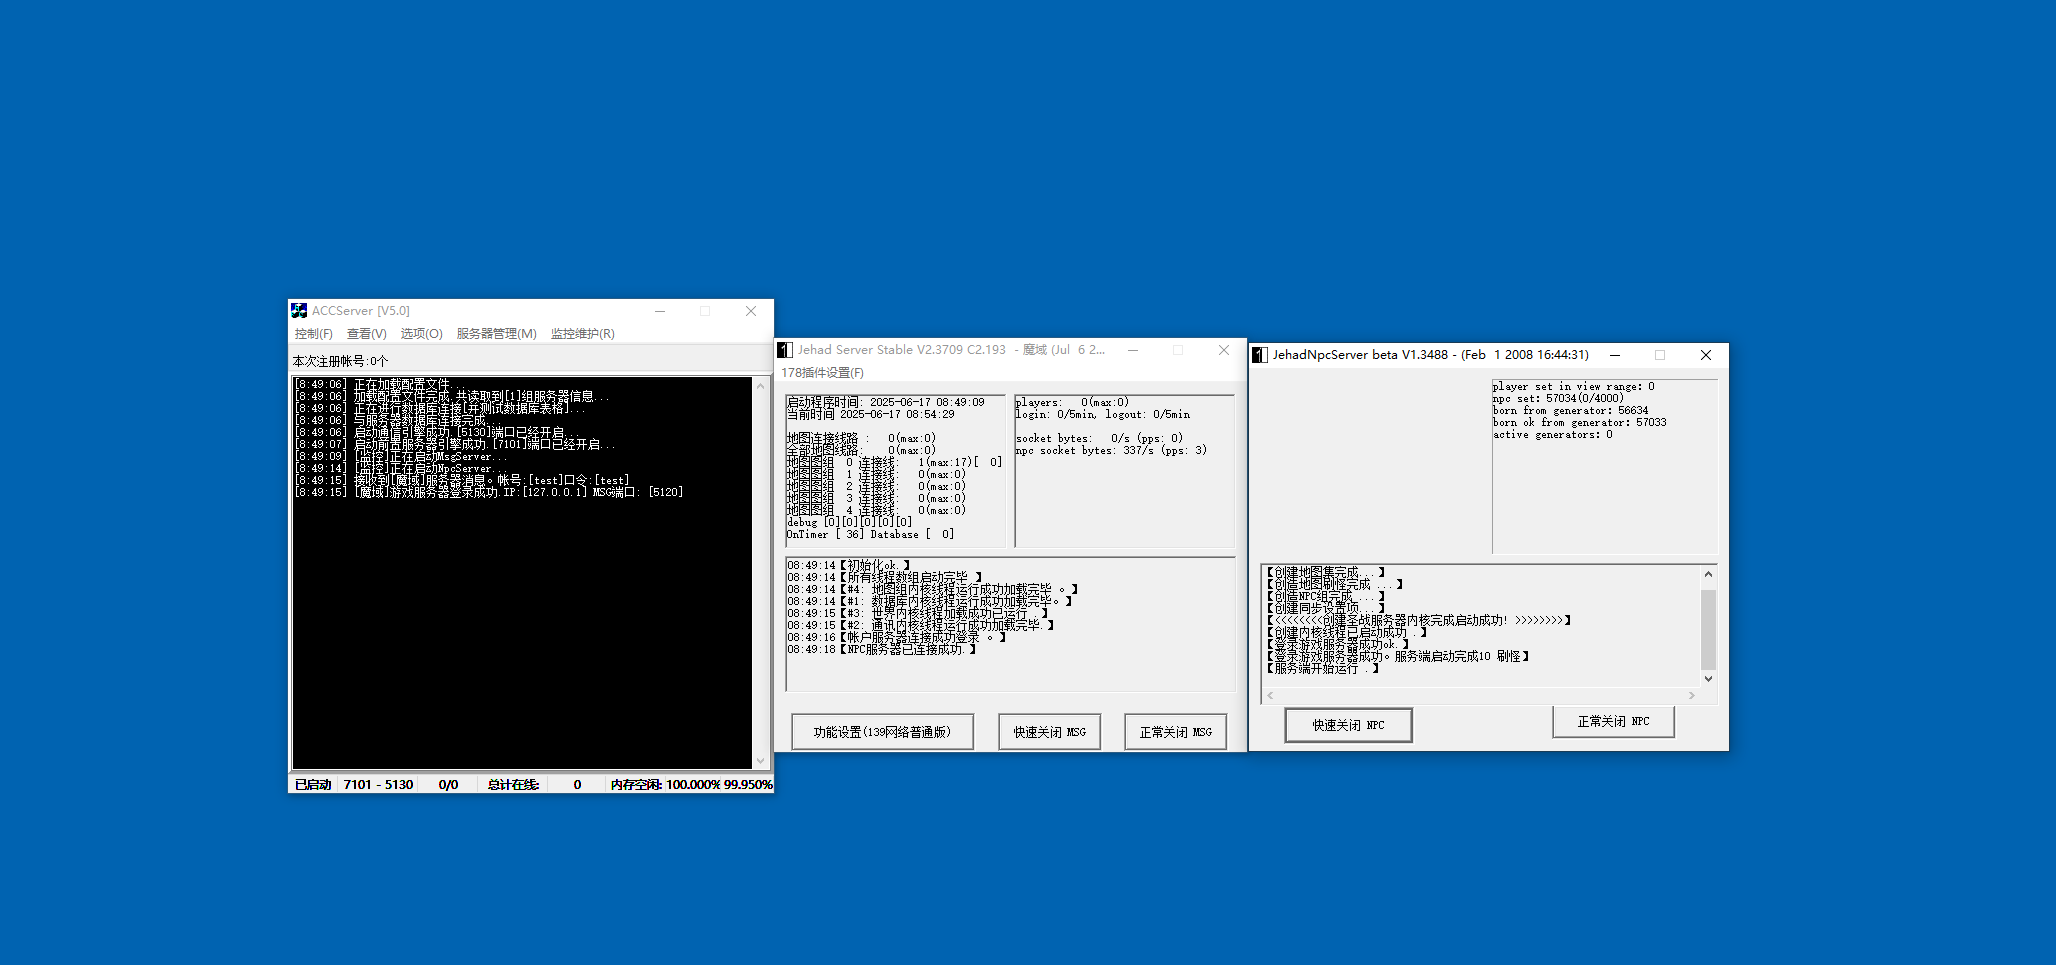 ACCServer [V5.0]
控制(F) 查看(V) 选项(O) 服务器管理(M) 监控维护(R)
本次注册帐号:0个
[8:49:06] 正在加载配置文件...
[8:49:06] 加载配置文件完成.共读取到[1]组服务器信息...
[8:49:06] 正在进行数据库连接[并测试数据库表格]...
[8:49:06] 与服务器数据库连接完成...
[8:49:06] 启动通信引擎成功.[5130]端口已经开启...
[8:49:07] 启动前置服务器引擎成功.[7101]端口已经开启...
[8:49:09] [监控]正在启动MsgServer...
[8:49:14] [监控]正在启动NpcServer...
[8:49:15] 接收到[魔域]服务器消息。帐号:[test]口令:[test]
[8:49:15] [魔域]游戏服务器登录成功.IP:[127.0.0.1] MSG端口: [5120]
已启动 7101 - 5130 0/0 总计在线: 0 内存空闲: 100.000% 99.950%
Jehad Server Stable V2.3709 C2.193 - 魔域 (Jul 6 2...
178插件设置(F)
启动程序时间: 2025-06-17 08:49:09
当前时间 2025-06-17 08:54:29
地图连接线路 : 0(max:0)
全部地图线路: 0(max:0)
地图图组 0 连接线: 1(max:17)[ 0]
地图图组 1 连接线: 0(max:0)
地图图组 2 连接线: 0(max:0)
地图图组 3 连接线: 0(max:0)
地图图组 4 连接线: 0(max:0)
debug [0][0][0][0][0]
OnTimer [ 36] Database [ 0]
players: 0(max:0)
login: 0/5min, logout: 0/5min
socket bytes: 0/s (pps: 0)
npc socket bytes: 337/s (pps: 3)
08:49:14【初始化ok.】
08:49:14【所有线程数组启动完毕 】
08:49:14【#4: 地图组内核线程运行成功加载完毕 。】
08:49:14【#1: 数据库内核线程运行成功加载完毕。】
08:49:15【#3: 世界内核线程加载成功已运行 .】
08:49:15【#2: 通讯内核线程运行成功加载完毕.】
08:49:16【帐户服务器连接成功登录 。】
08:49:18【NPC服务器已连接成功.】
功能设置(139网络普通版) 快速关闭 MSG 正常关闭 MSG
JehadNpcServer beta V1.3488 - (Feb 1 2008 16:44:31)
player set in view range: 0
npc set: 57034(0/4000)
born from generator: 56634
born ok from generator: 57033
active generators: 0
【创建地图集完成...】
【创造地图刷怪完成 ...】
【创造NPC组完成 ...】
【创建同步设置项...】
【<<<<<<<<创建圣战服务器内核完成启动成功! >>>>>>>>】
【创建内核线程已启动成功 .】
【登录游戏服务器成功ok.】
【登录游戏服务器成功。服务端启动完成10 刷怪】
【服务端开始运行 .】
快速关闭 NPC 正常关闭 NPC